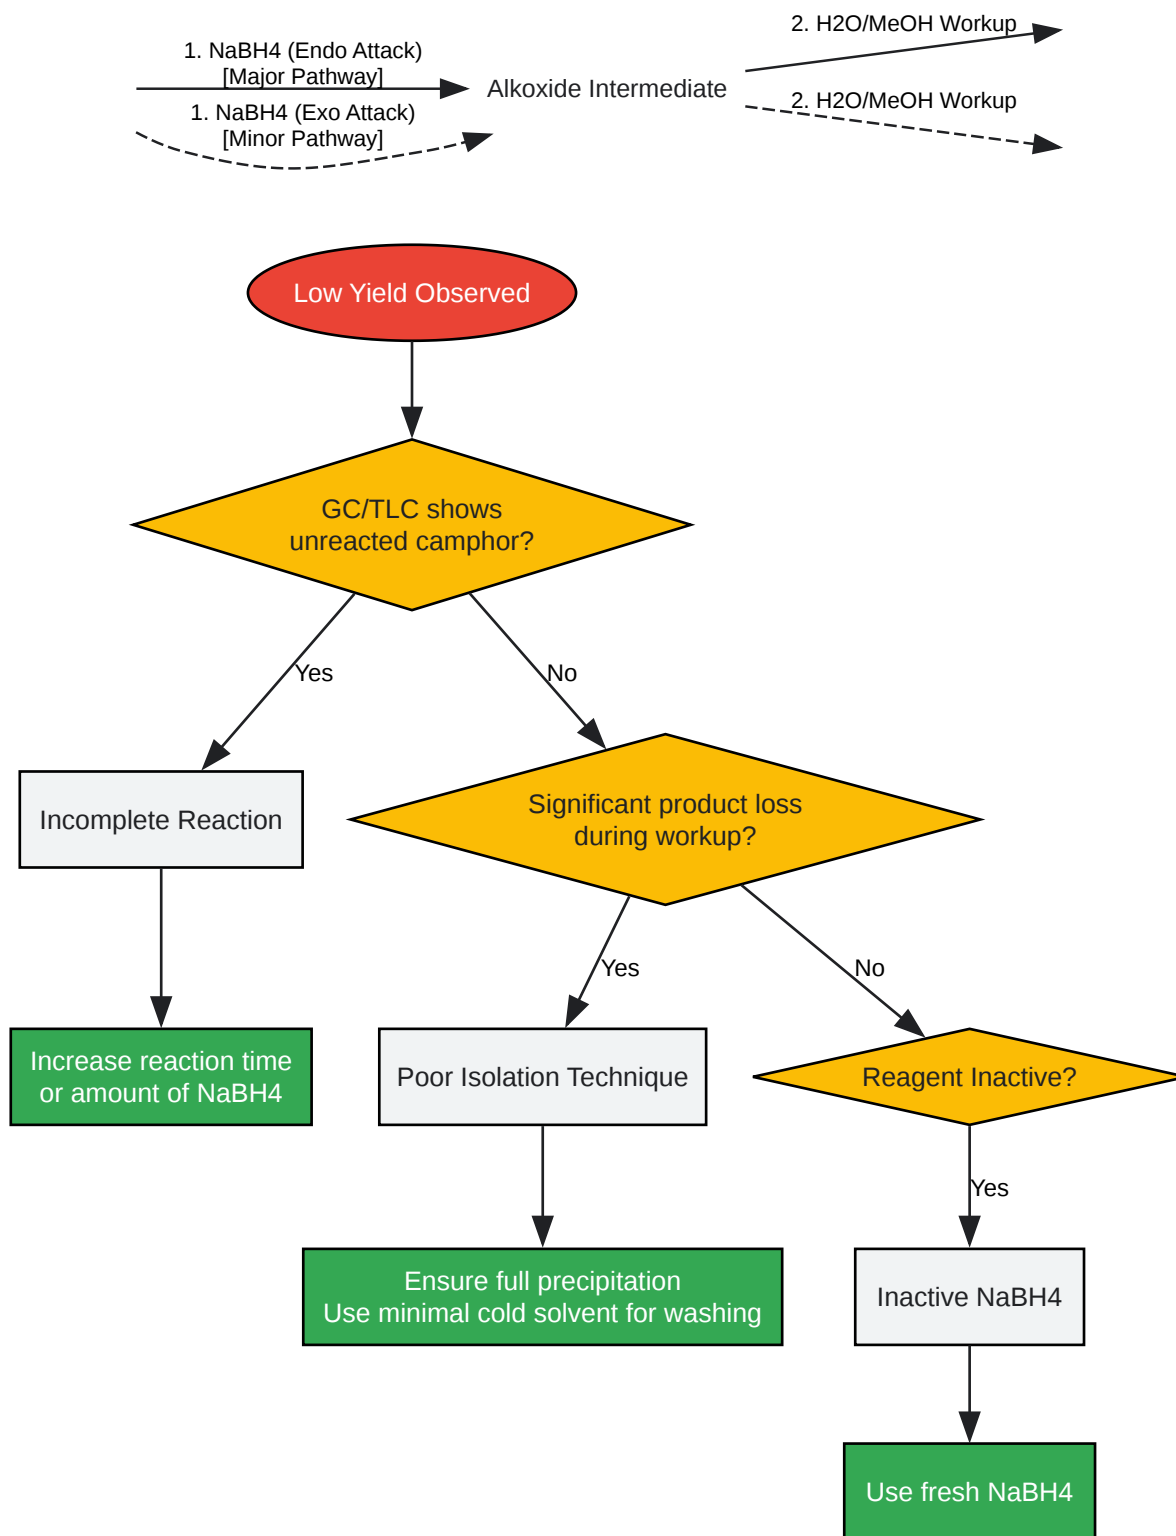 2. H2O/MeOH Workup
1. NaBH4 (Endo Attack)
[Major Pathway]
Alkoxide Intermediate
1. NaBH4 (Exo Attack)
[Minor Pathway]
2. H2O/MeOH Workup
Low Yield Observed
GC/TLC shows
unreacted camphor?
Yes
No
Incomplete Reaction
Significant product loss
during workup?
Yes
No
Increase reaction time
or amount of NaBH4
Poor Isolation Technique
Reagent Inactive?
Yes
Ensure full precipitation
Use minimal cold solvent for washing
Inactive NaBH4
Use fresh NaBH4